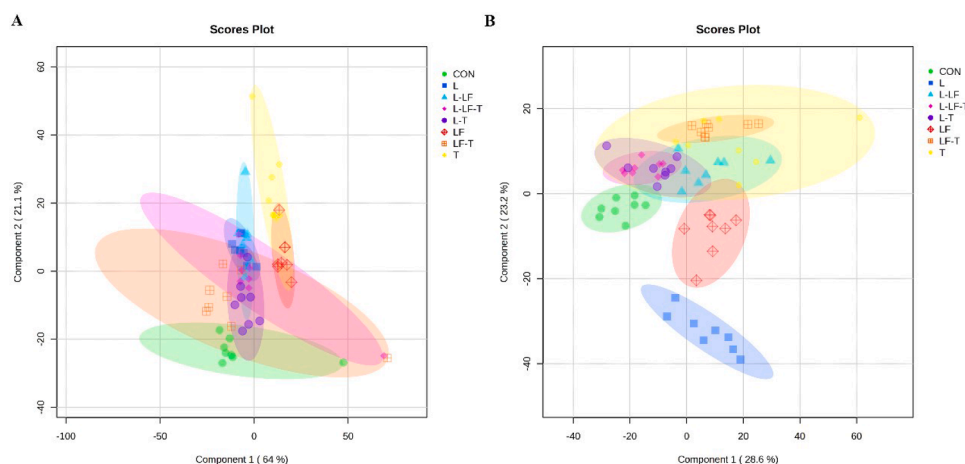 A
Scores Plot
Component 2 ( 21.1 %)
60
40
20
0
-20
-40
-100
-50
0
50
Component 1 ( 64 %)
CON
L
L-LF
L-LF-T
L-T
LF
LF-T
T
B
Scores Plot
Component 2 ( 23.2 %)
20
0
-20
-40
-40
-20
0
20
40
60
Component 1 ( 28.6 %)
CON
L
L-LF
L-LF-T
L-T
LF
LF-T
T